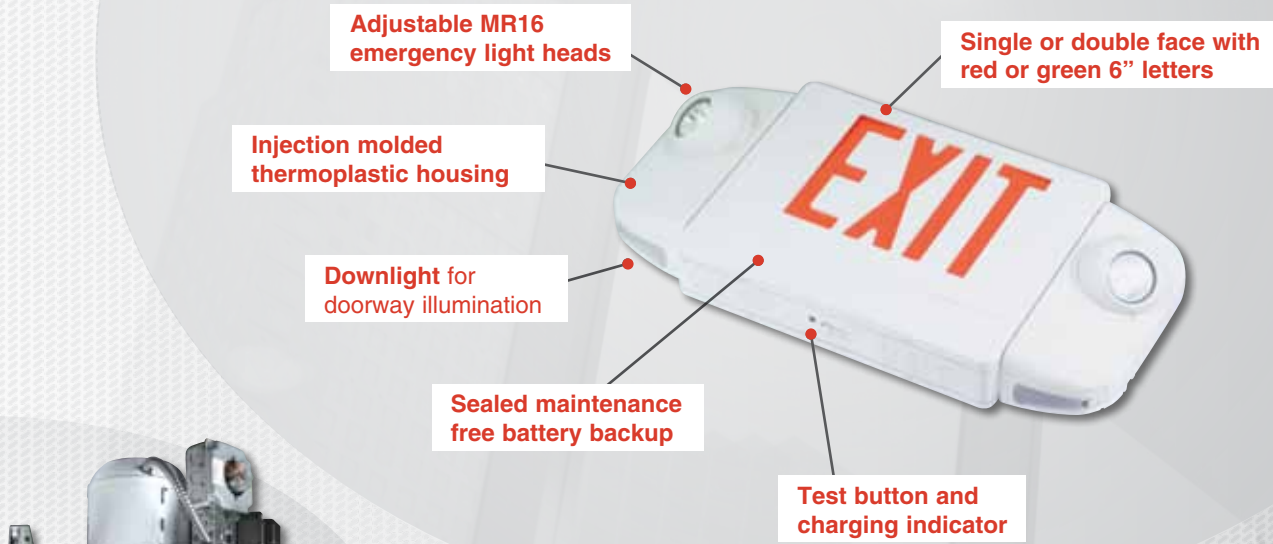 Adjustable MR16
emergency light heads
Single or double face with
red or green 6” letters
Injection molded
thermoplastic housing
EXIT
Downlight for
doorway illumination
Sealed maintenance
free battery backup
Test button and
charging indicator